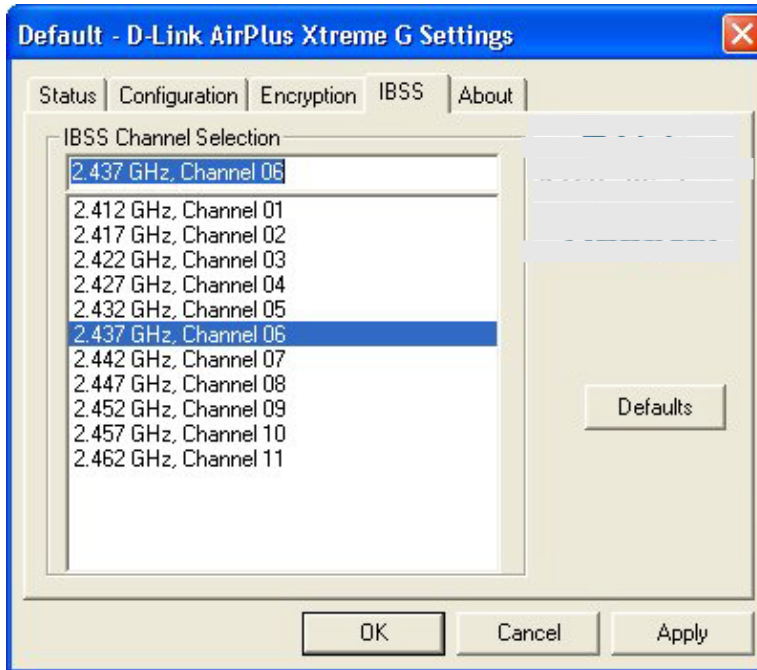 Default - D-Link AirPlus Xtreme G Settings
Status Configuration Encryption IBSS About
IBSS Channel Selection
2.437 GHz, Channel 06
2.412 GHz, Channel 01
2.417 GHz, Channel 02
2.422 GHz, Channel 03
2.427 GHz, Channel 04
2.432 GHz, Channel 05
2.437 GHz, Channel 06
2.442 GHz, Channel 07
2.447 GHz, Channel 08
2.452 GHz, Channel 09
2.457 GHz, Channel 10
2.462 GHz, Channel 11
Defaults
OK Cancel Apply